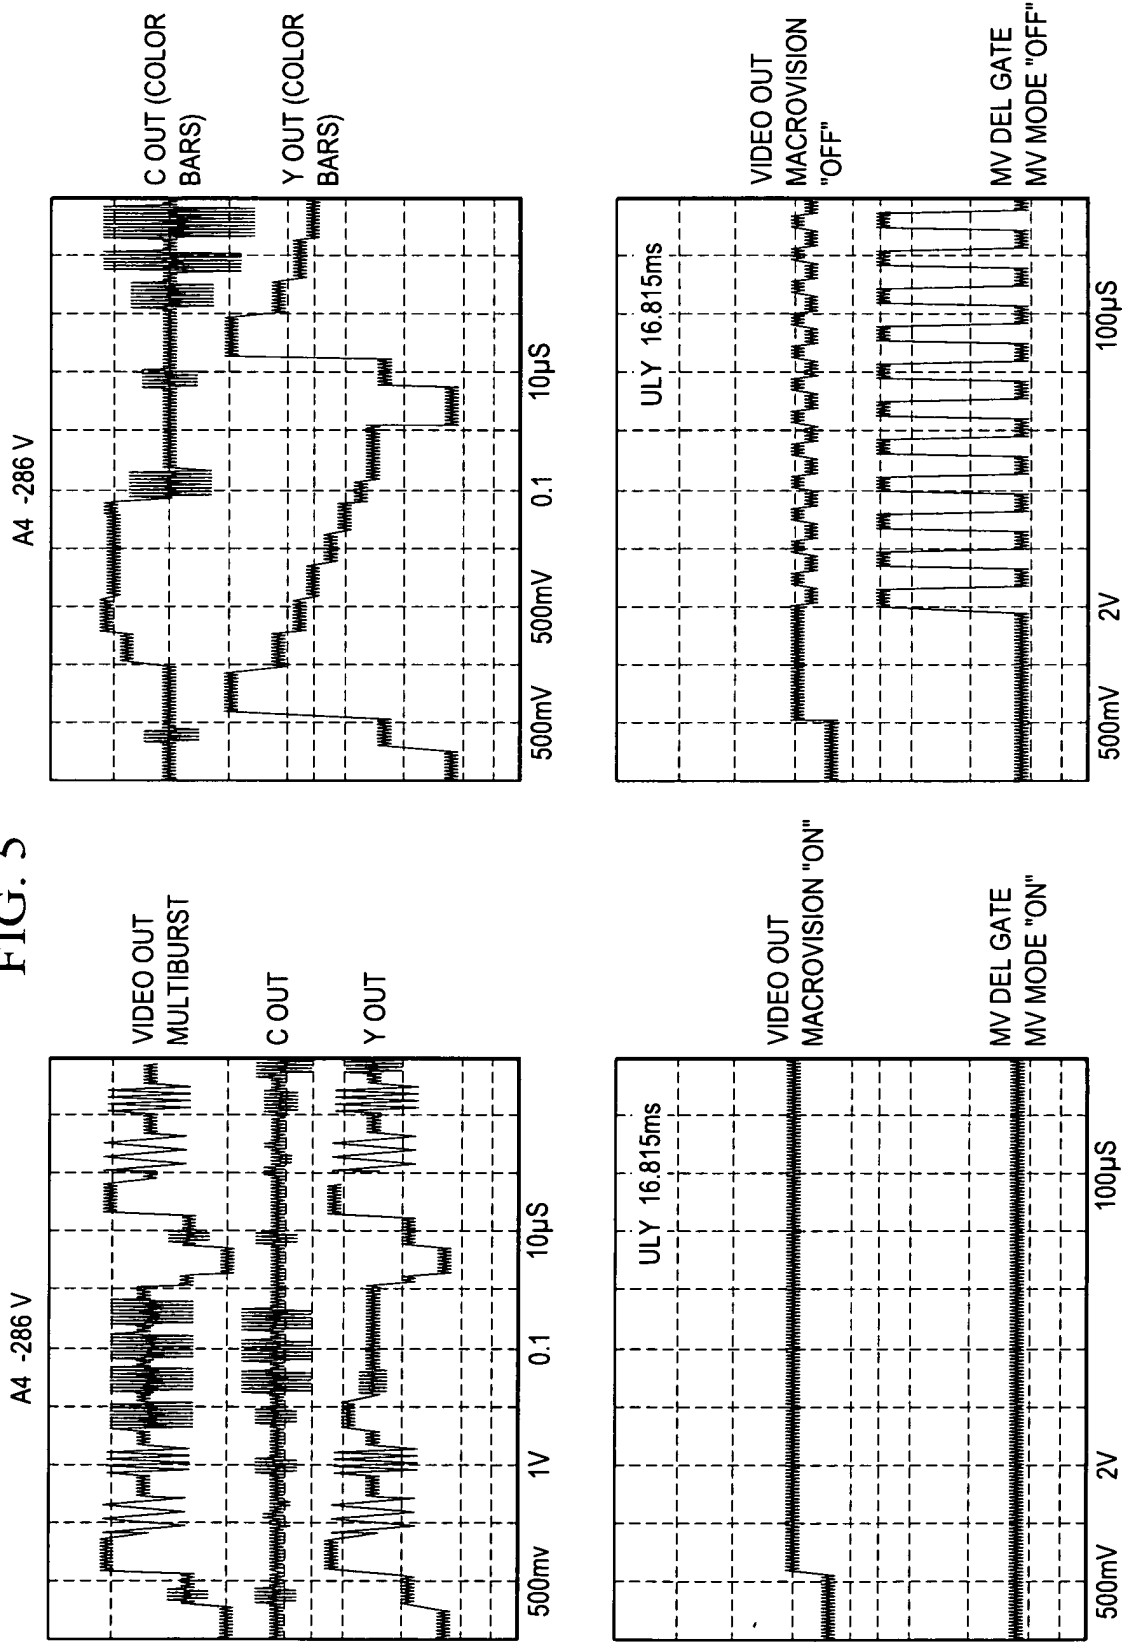 FIG. 5
A4 -286 V
VIDEO OUT
MULTIBURST
C OUT
Y OUT
500mv 1V 0.1 10µS
A4 -286 V
C OUT (COLOR
BARS)
Y OUT (COLOR
BARS)
500mV 500mV 0.1 10µS
ULY 16.815ms
VIDEO OUT
MACROVISION "ON"
MV DEL GATE
MV MODE "ON"
500mV 2V 100µS
ULY 16.815ms
VIDEO OUT
MACROVISION
"OFF"
MV DEL GATE
MV MODE "OFF"
500mV 2V 100µS